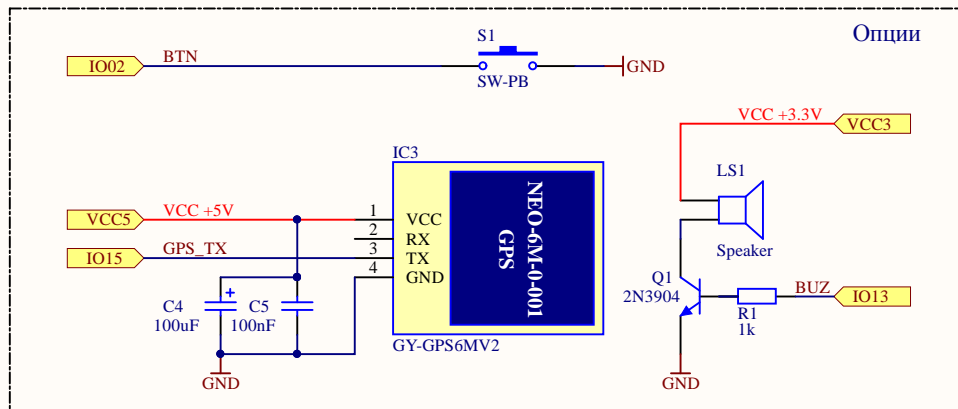 Опции
S1
BTN
IO02
GND
SW-PB
VCC +3.3V
VCC3
IC3
LS1
NEO-6M-0-001
GPS
VCC5
VCC +5V
1
VCC
2
RX
IO15
GPS_TX
3
TX
4
GND
Speaker
Q1
2N3904
BUZ
IO13
C4
100uF
+
C5
100nF
R1
1k
GY-GPS6MV2
GND
GND